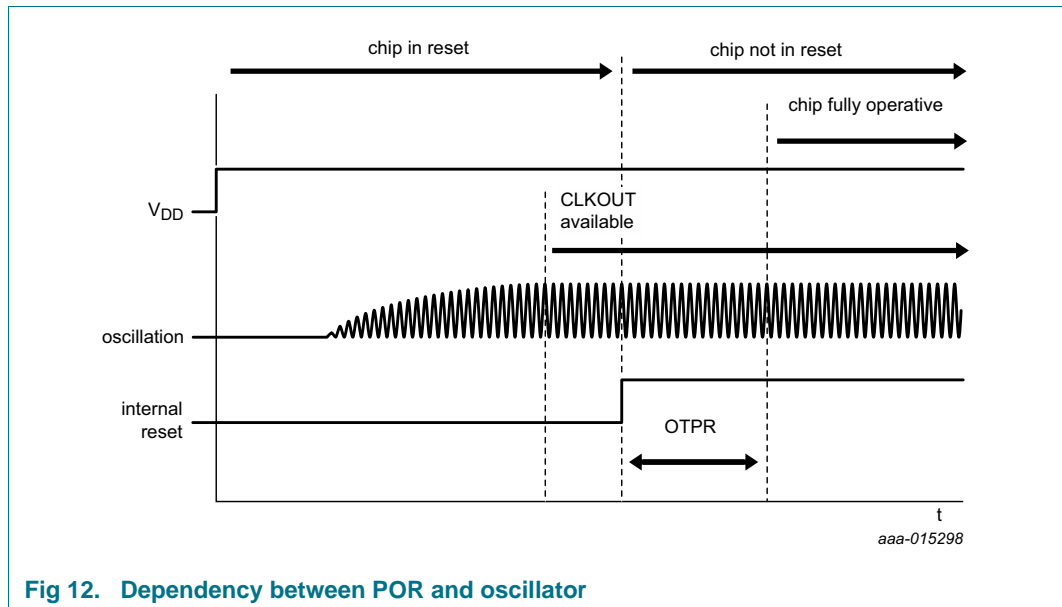 chip in reset
chip not in reset
chip fully operative
VDD
CLKOUT
available
oscillation
internal
reset
OTPR
t
aaa-015298
Fig 12. Dependency between POR and oscillator